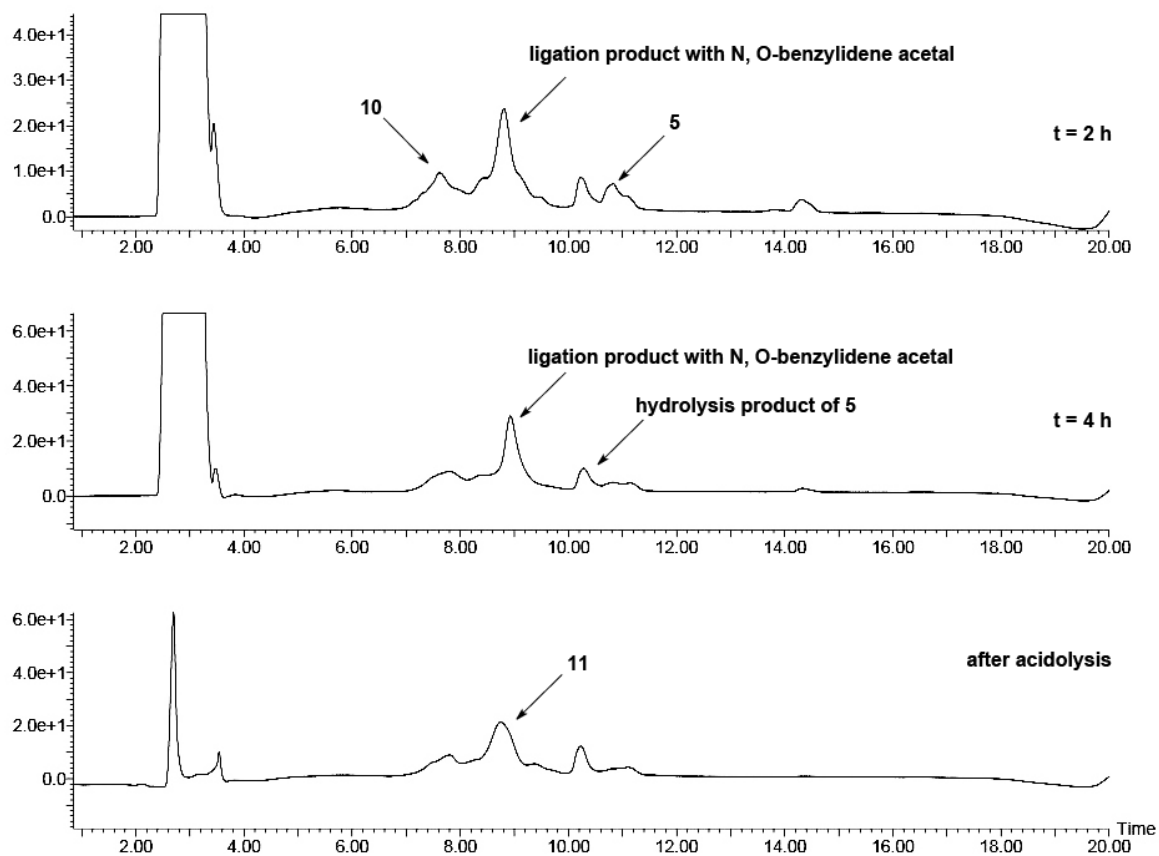 4.0e+1
ligation product with N, O-benzylidene acetal
3.0e+1
10
2.0e+1
5
t = 2 h
1.0e+1
0.0
2.00 4.00 6.00 8.00 10.00 12.00 14.00 16.00 18.00 20.00
6.0e+1
ligation product with N, O-benzylidene acetal
4.0e+1
hydrolysis product of 5
t = 4 h
2.0e+1
0.0
2.00 4.00 6.00 8.00 10.00 12.00 14.00 16.00 18.00 20.00
6.0e+1
11
after acidolysis
4.0e+1
2.0e+1
0.0
Time
2.00 4.00 6.00 8.00 10.00 12.00 14.00 16.00 18.00 20.00